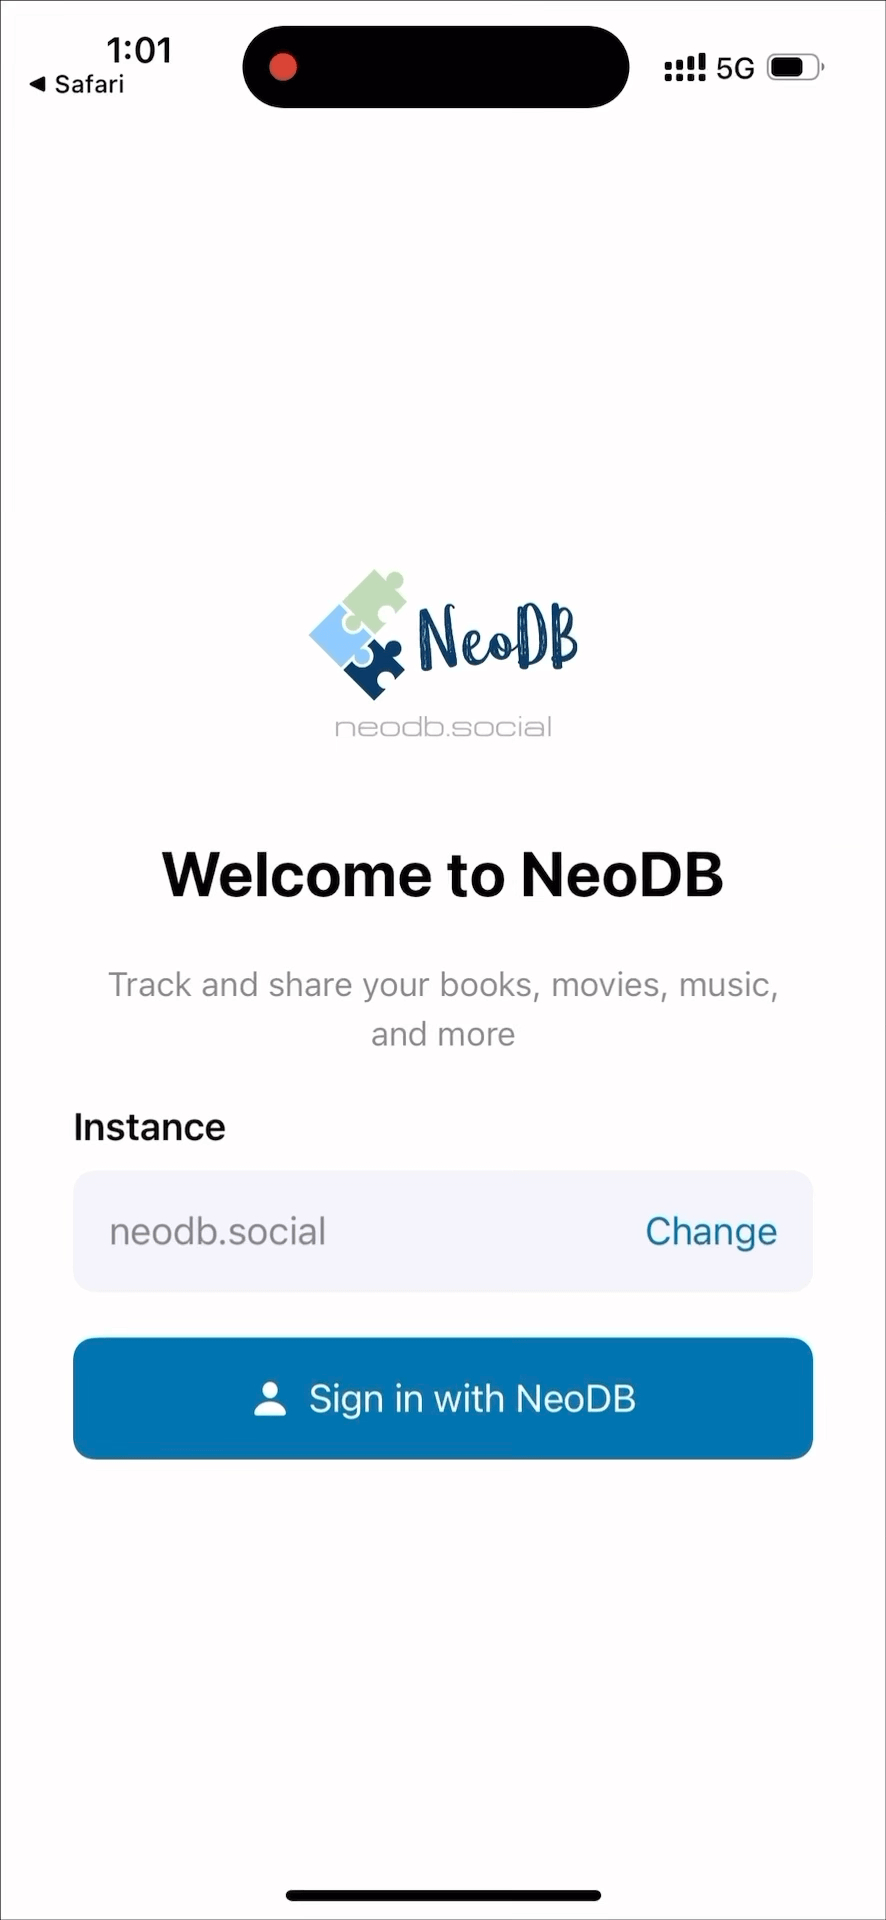 1:01
Safari
5G
NeoDB
neodb.social
Welcome to NeoDB
Track and share your books, movies, music,
and more
Instance
neodb.social
Change
Sign in with NeoDB